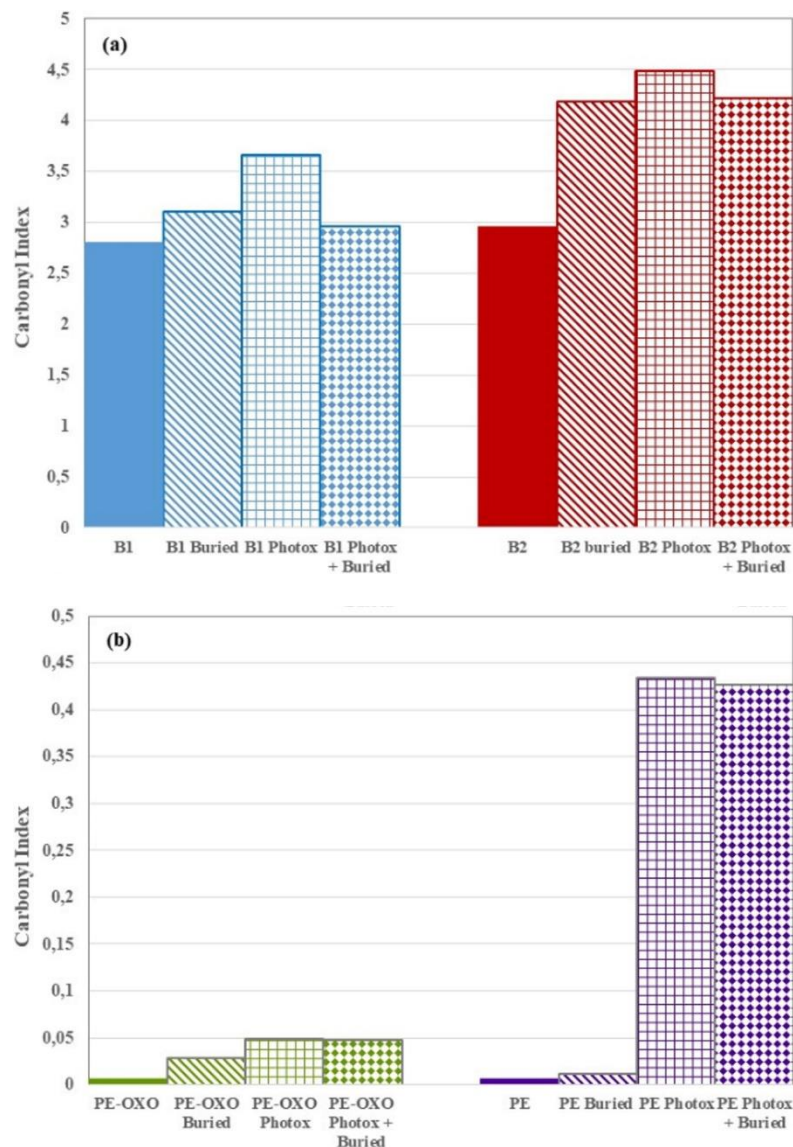 (a)
Carbonyl Index
5
4,5
4
3,5
3
2,5
2
1,5
1
0,5
0
B1
B1 Buried
B1 Photox
B1 Photox
+ Buried
B2
B2 buried
B2 Photox
B2 Photox
+ Buried
(b)
Carbonyl Index
0,5
0,45
0,4
0,35
0,3
0,25
0,2
0,15
0,1
0,05
0
PE-OXO
PE-OXO
Buried
PE-OXO
Photox
PE-OXO
Photox +
Buried
PE
PE Buried
PE Photox
PE Photox
+ Buried